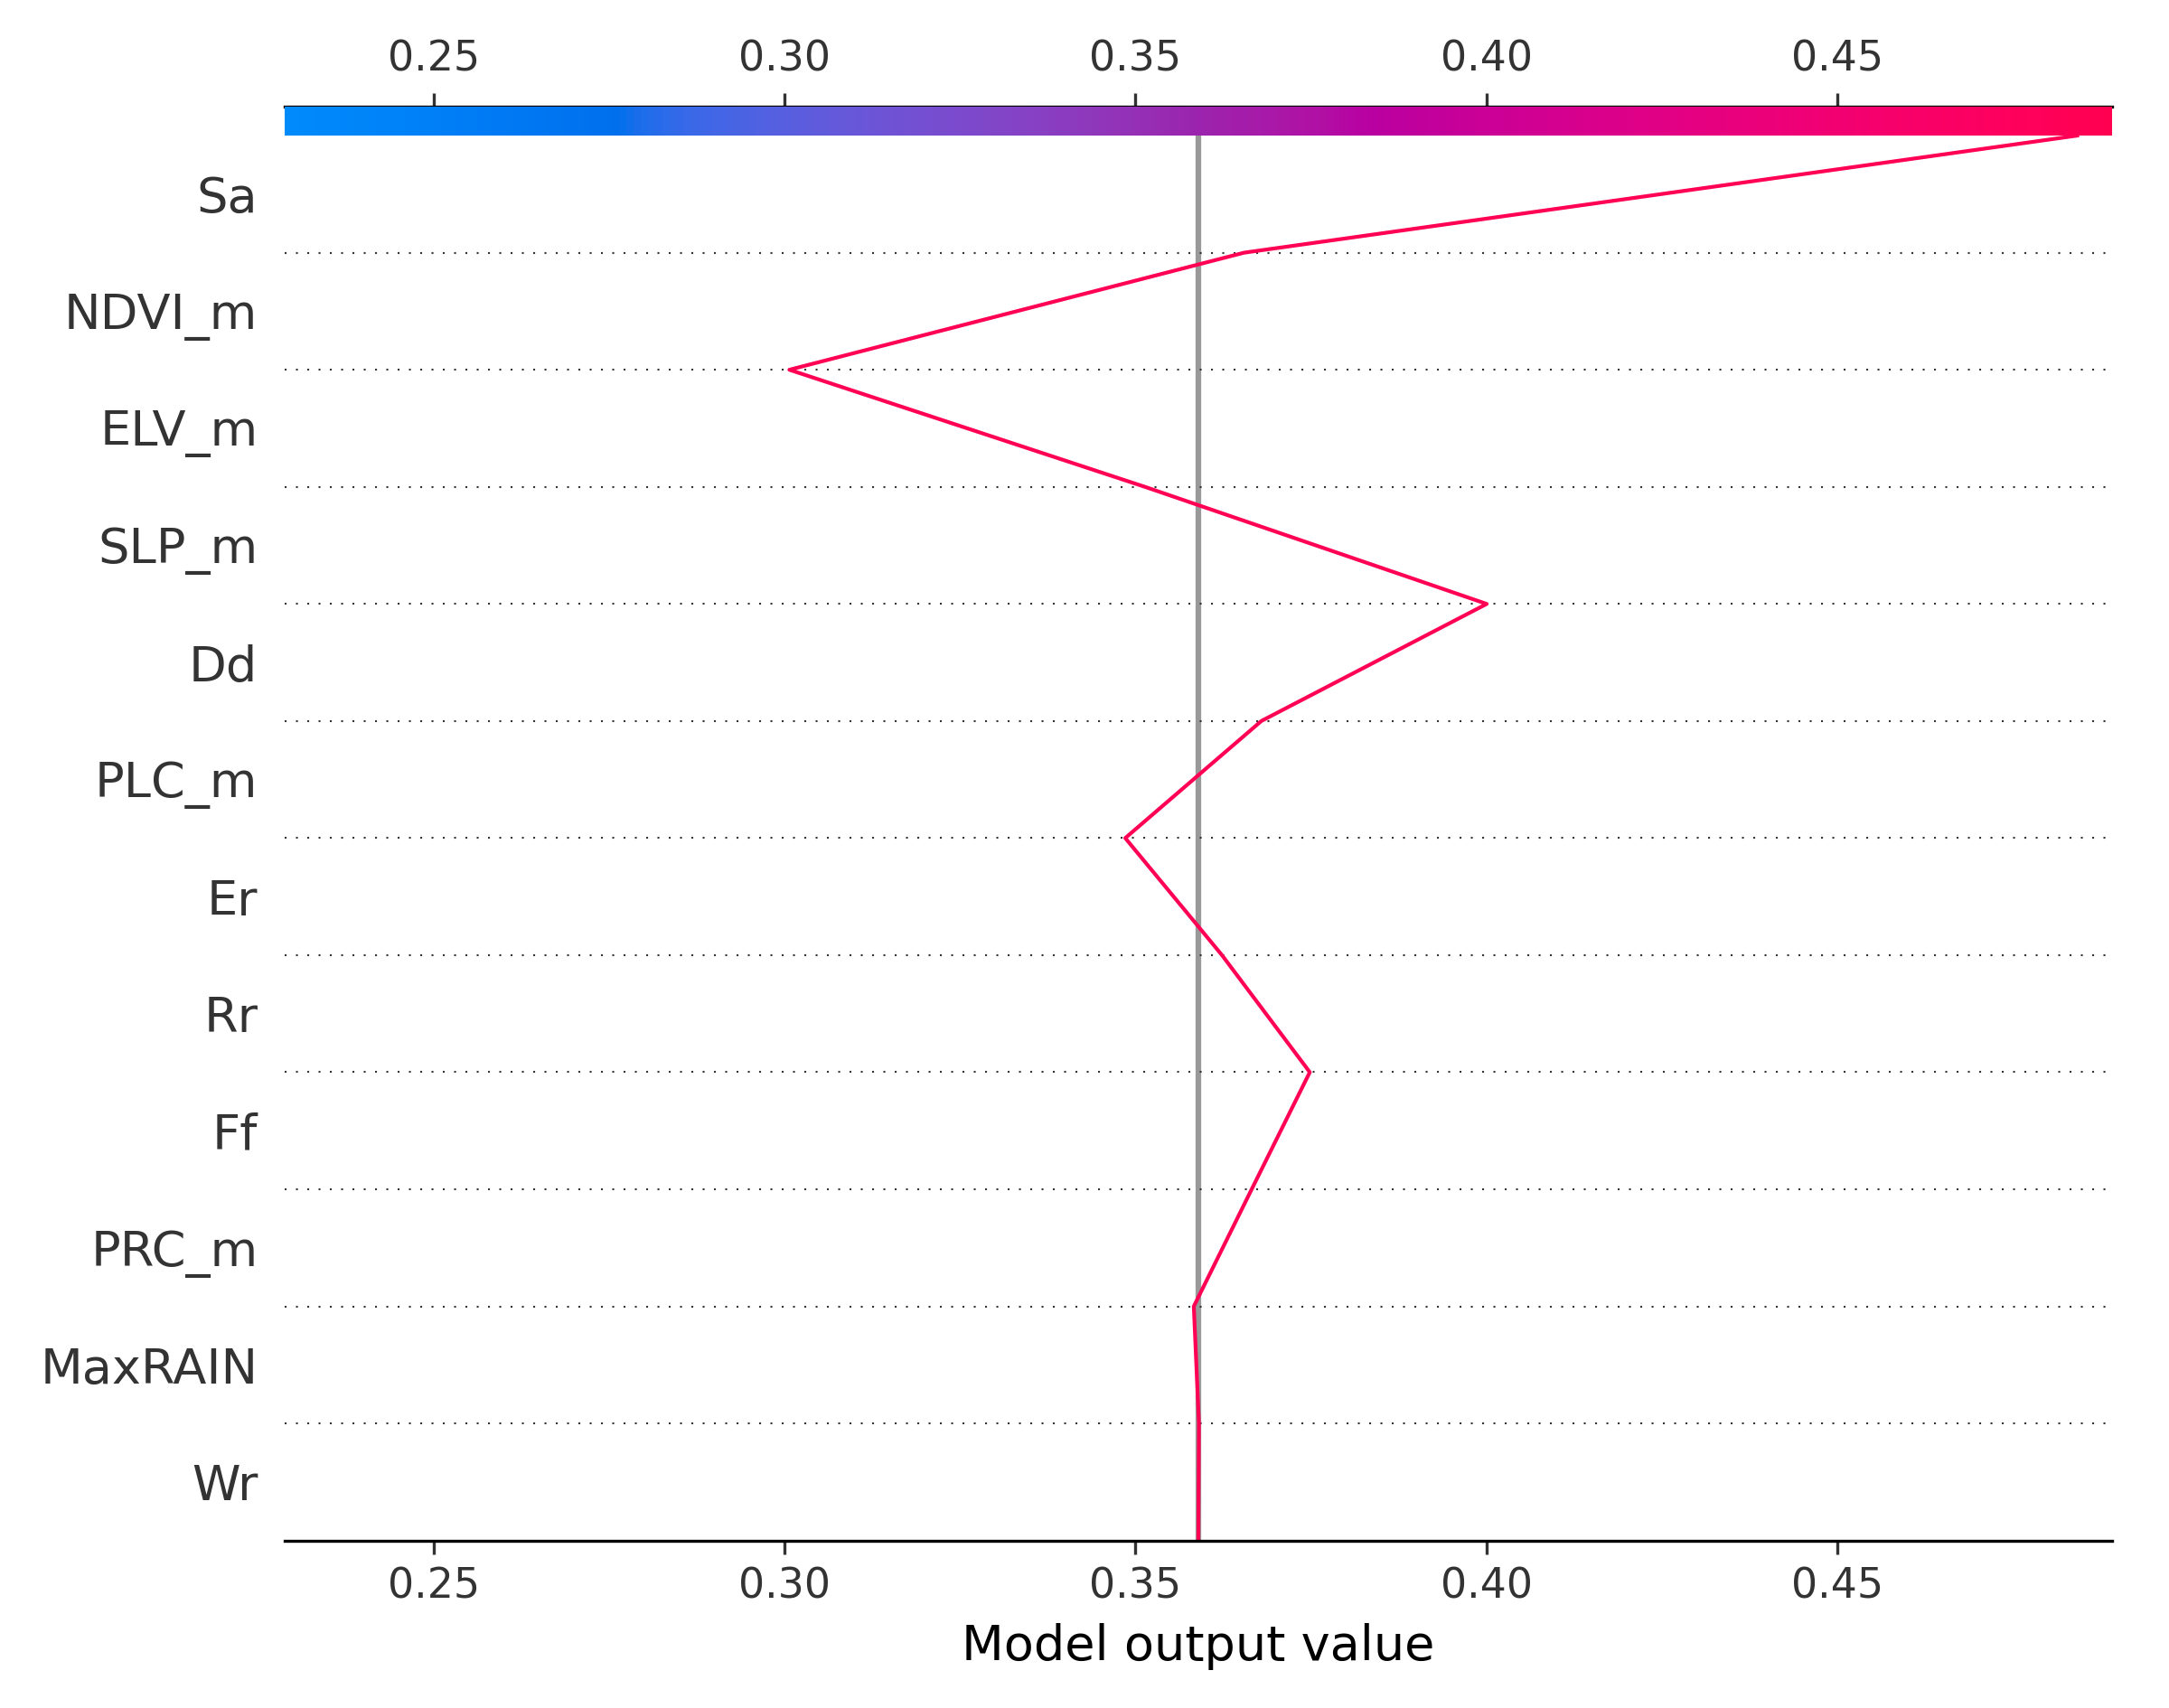 0.25 0.30 0.35 0.40 0.45
Sa
NDVI_m
ELV_m
SLP_m
Dd
PLC_m
Er
Rr
Ff
PRC_m
MaxRAIN
Wr
0.25 0.30 0.35 0.40 0.45
Model output value